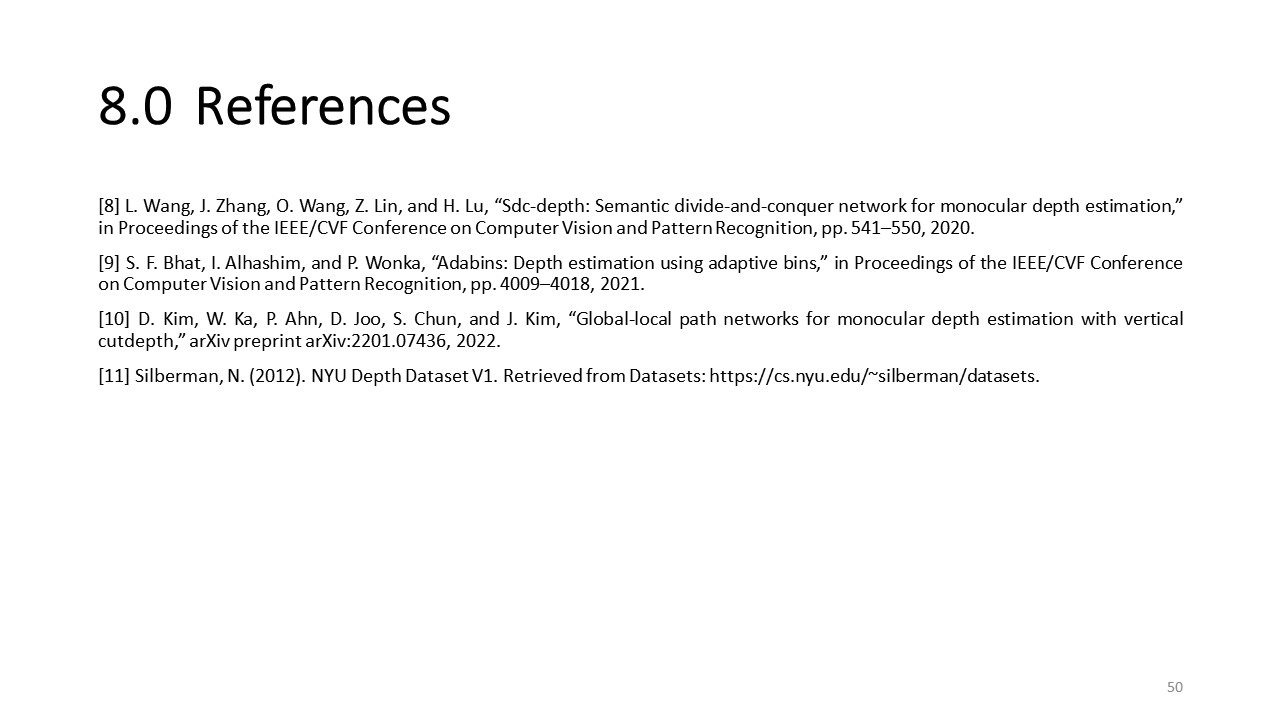 8.0 References
[8] L. Wang, J. Zhang, O. Wang, Z. Lin, and H. Lu, “Sdc-depth: Semantic divide-and-conquer network for monocular depth estimation,”
in Proceedings of the IEEE/CVF Conference on Computer Vision and Pattern Recognition, pp. 541–550, 2020.
[9] S. F. Bhat, I. Alhashim, and P. Wonka, “Adabins: Depth estimation using adaptive bins,” in Proceedings of the IEEE/CVF Conference
on Computer Vision and Pattern Recognition, pp. 4009–4018, 2021.
[10] D. Kim, W. Ka, P. Ahn, D. Joo, S. Chun, and J. Kim, “Global-local path networks for monocular depth estimation with vertical
cutdepth,” arXiv preprint arXiv:2201.07436, 2022.
[11] Silberman, N. (2012). NYU Depth Dataset V1. Retrieved from Datasets: https://cs.nyu.edu/~silberman/datasets.
50